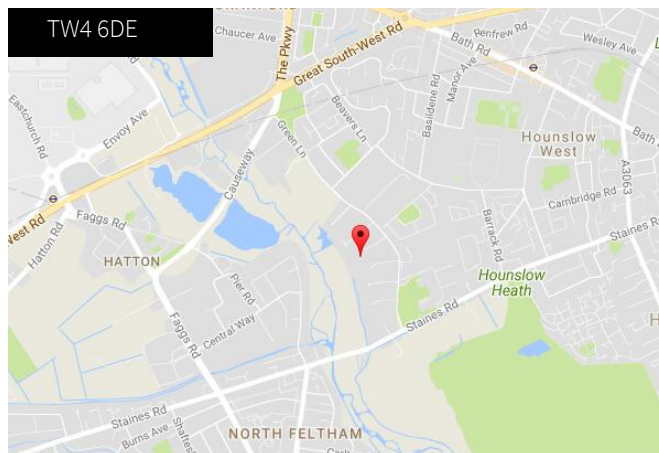 TW4 6DE
Chaucer Ave
The Pkwy
Great South-West Rd
Bath Rd
Renfrew Rd
Wesley Ave
Manor Ave
Basildene Rd
Beavers Ln
Green Ln
Eastchurch Rd
Envoy Ave
Causeway
Hounslow
West
A3063
Cambridge Rd
Barrack Rd
Staines Rd
West Rd
Faggs Rd
Hatton Rd
HATTON
Pier Rd
Central Way
Faggs Rd
Hounslow
Heath
Staines Rd
Staines Rd
Burns Ave
NORTH FELTHAM